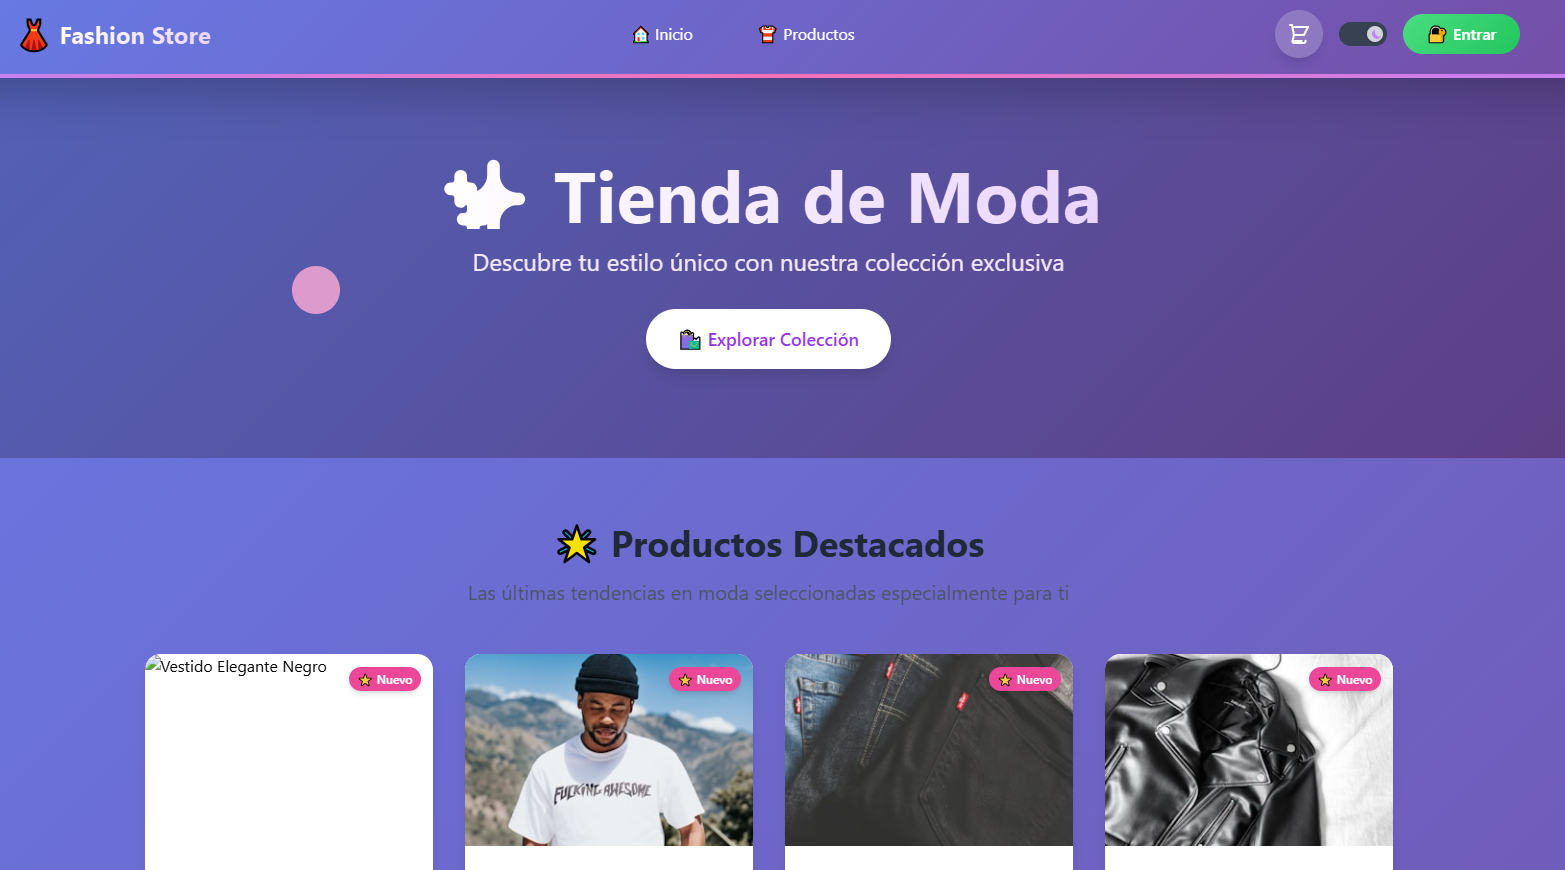 Fashion Store
Inicio
Productos
Entrar
Tienda de Moda
Descubre tu estilo único con nuestra colección exclusiva
Explorar Colección
Productos Destacados
Las últimas tendencias en moda seleccionadas especialmente para ti
Vestido Elegante Negro
Nuevo
Nuevo
Nuevo
Nuevo
FUCKING AWESOME